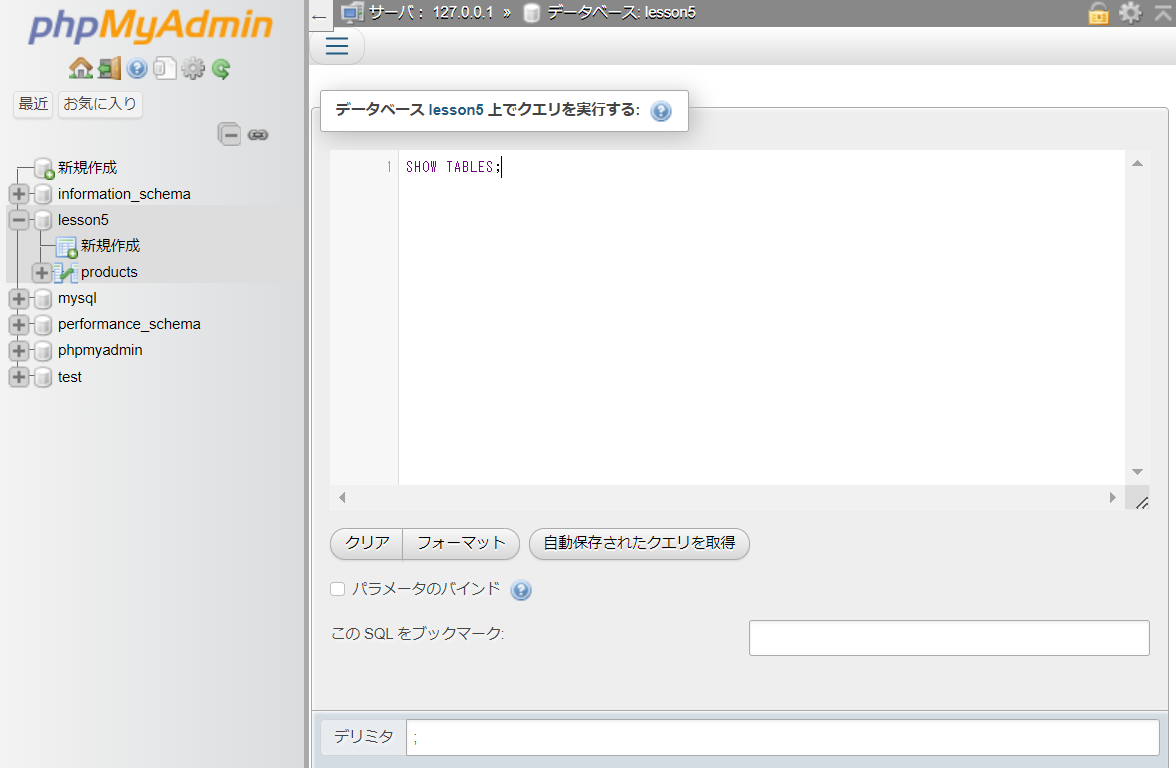 phpMyAdmin
最近 お気に入り
新規作成
information_schema
lesson5
新規作成
products
mysql
performance_schema
phpmyadmin
test
← サーバ: 127.0.0.1 » データベース: lesson5
データベース lesson5 上でクエリを実行する:
1 SHOW TABLES;
クリア フォーマット 自動保存されたクエリを取得
パラメータのバインド
この SQL をブックマーク:
デリミタ ;